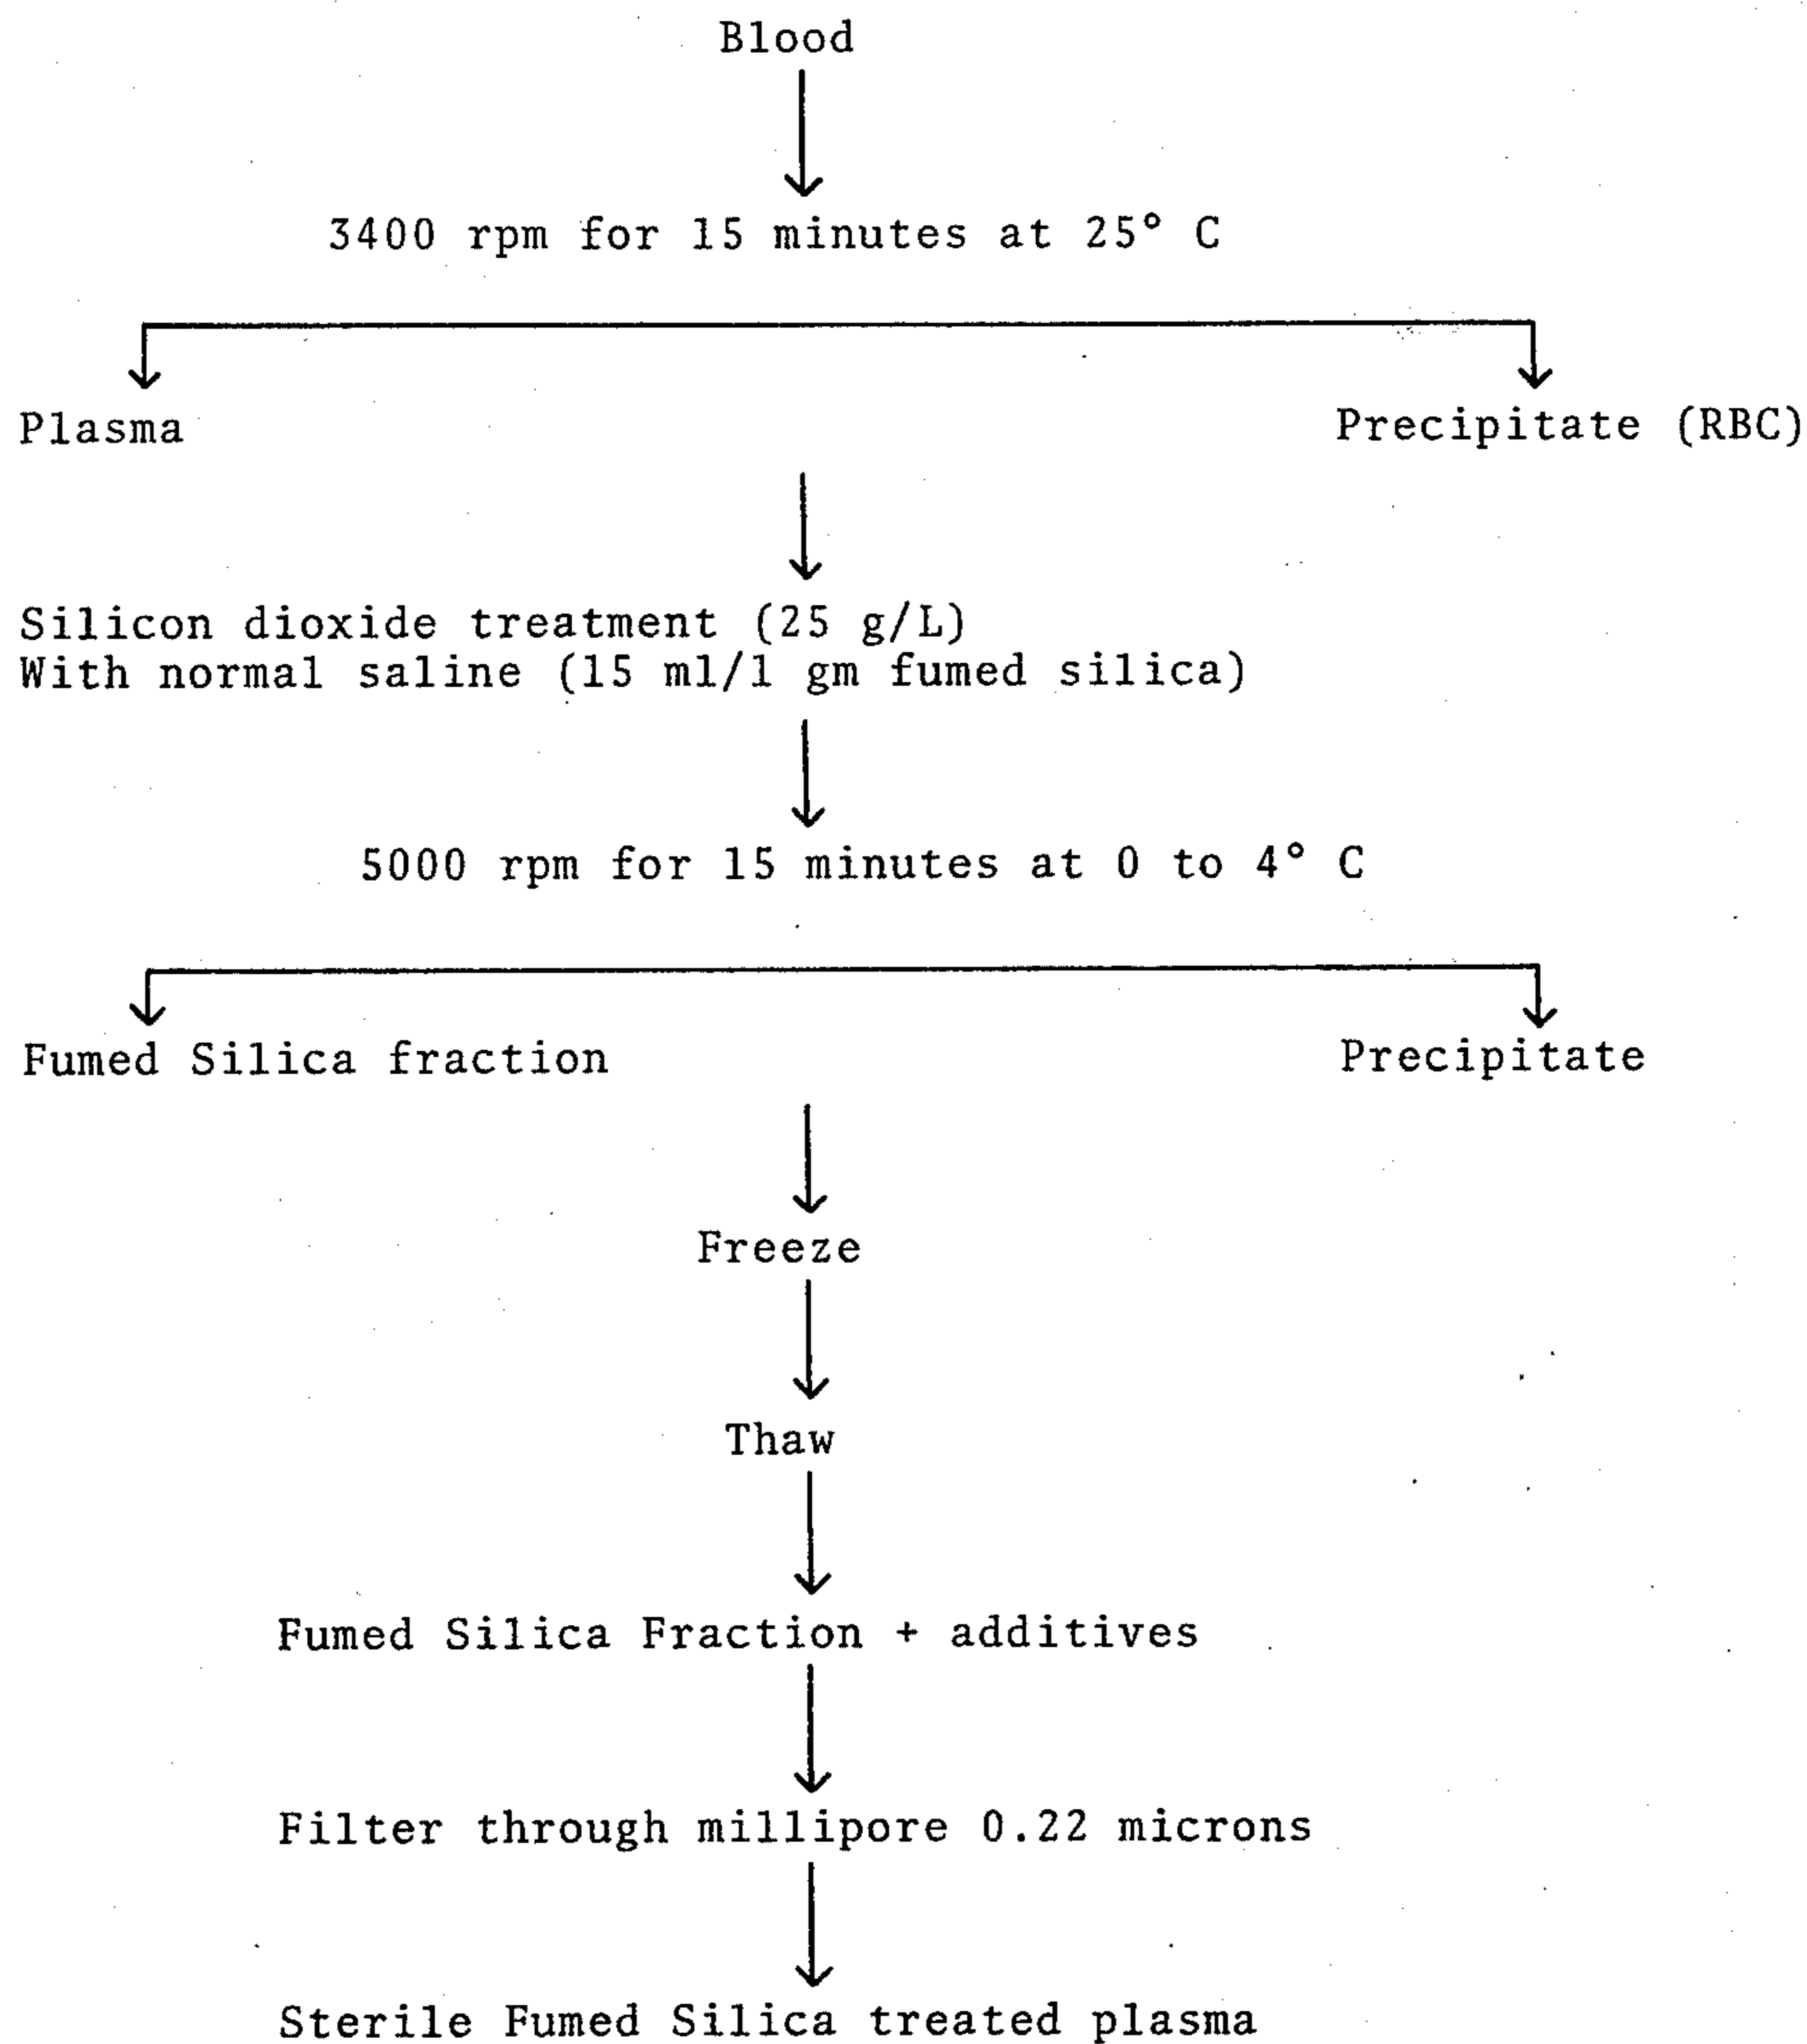 Blood
3400 rpm for 15 minutes at 25° C
Plasma
Precipitate (RBC)
Silicon dioxide treatment (25 g/L)
With normal saline (15 ml/1 gm fumed silica)
5000 rpm for 15 minutes at 0 to 4° C
Fumed Silica fraction
Precipitate
Freeze
Thaw
Fumed Silica Fraction + additives
Filter through millipore 0.22 microns
Sterile Fumed Silica treated plasma